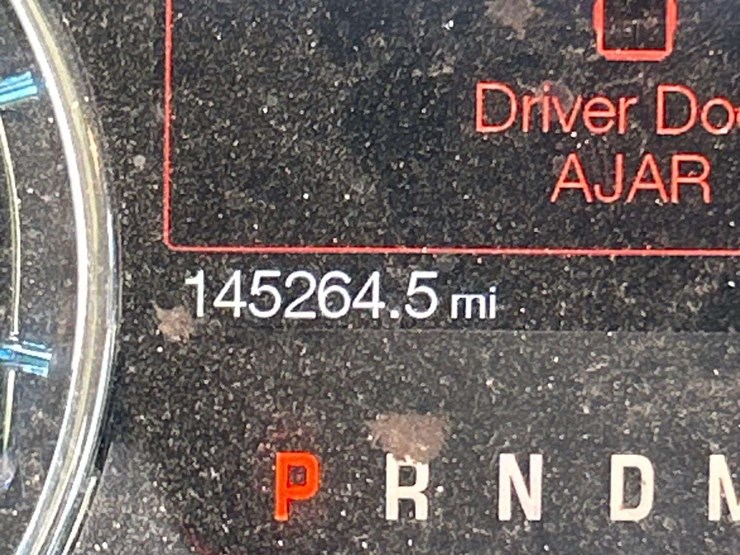 Driver Do
AJAR
145264.5 mi
P R N D M